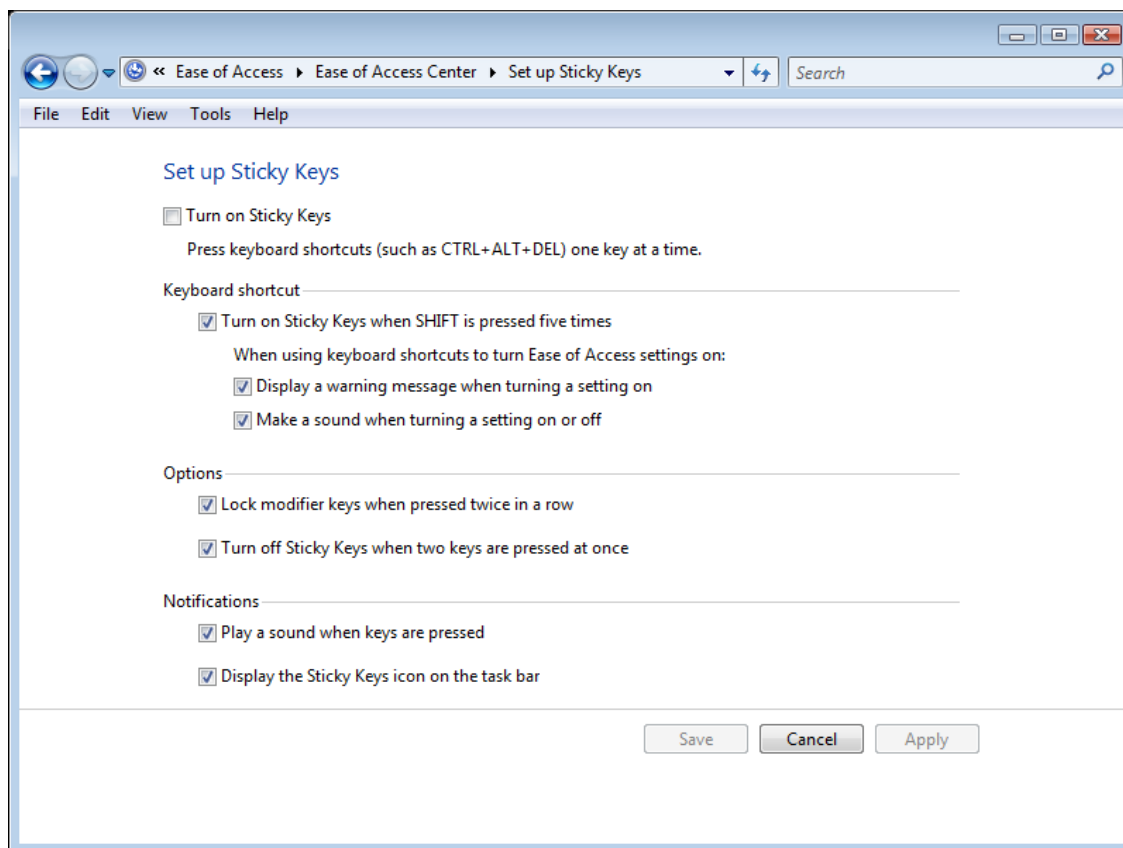 « Ease of Access ▸ Ease of Access Center ▸ Set up Sticky Keys
Search
File Edit View Tools Help
Set up Sticky Keys
Turn on Sticky Keys
Press keyboard shortcuts (such as CTRL+ALT+DEL) one key at a time.
Keyboard shortcut
Turn on Sticky Keys when SHIFT is pressed five times
When using keyboard shortcuts to turn Ease of Access settings on:
Display a warning message when turning a setting on
Make a sound when turning a setting on or off
Options
Lock modifier keys when pressed twice in a row
Turn off Sticky Keys when two keys are pressed at once
Notifications
Play a sound when keys are pressed
Display the Sticky Keys icon on the task bar
Save Cancel Apply